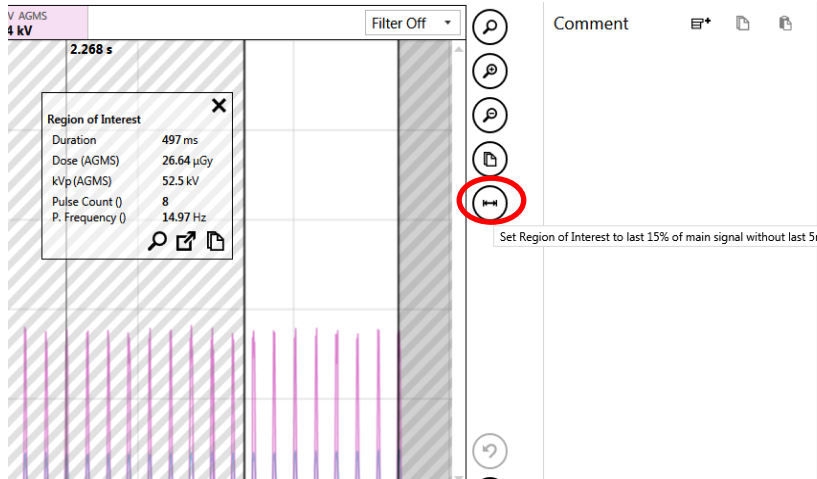 V AGMS
4 kV
Filter Off
Comment
2.268 s
Region of Interest
Duration 497 ms
Dose (AGMS) 26.64 µGy
kVp (AGMS) 52.5 kV
Pulse Count () 8
P. Frequency () 14.97 Hz
Set Region of Interest to last 15% of main signal without last 5